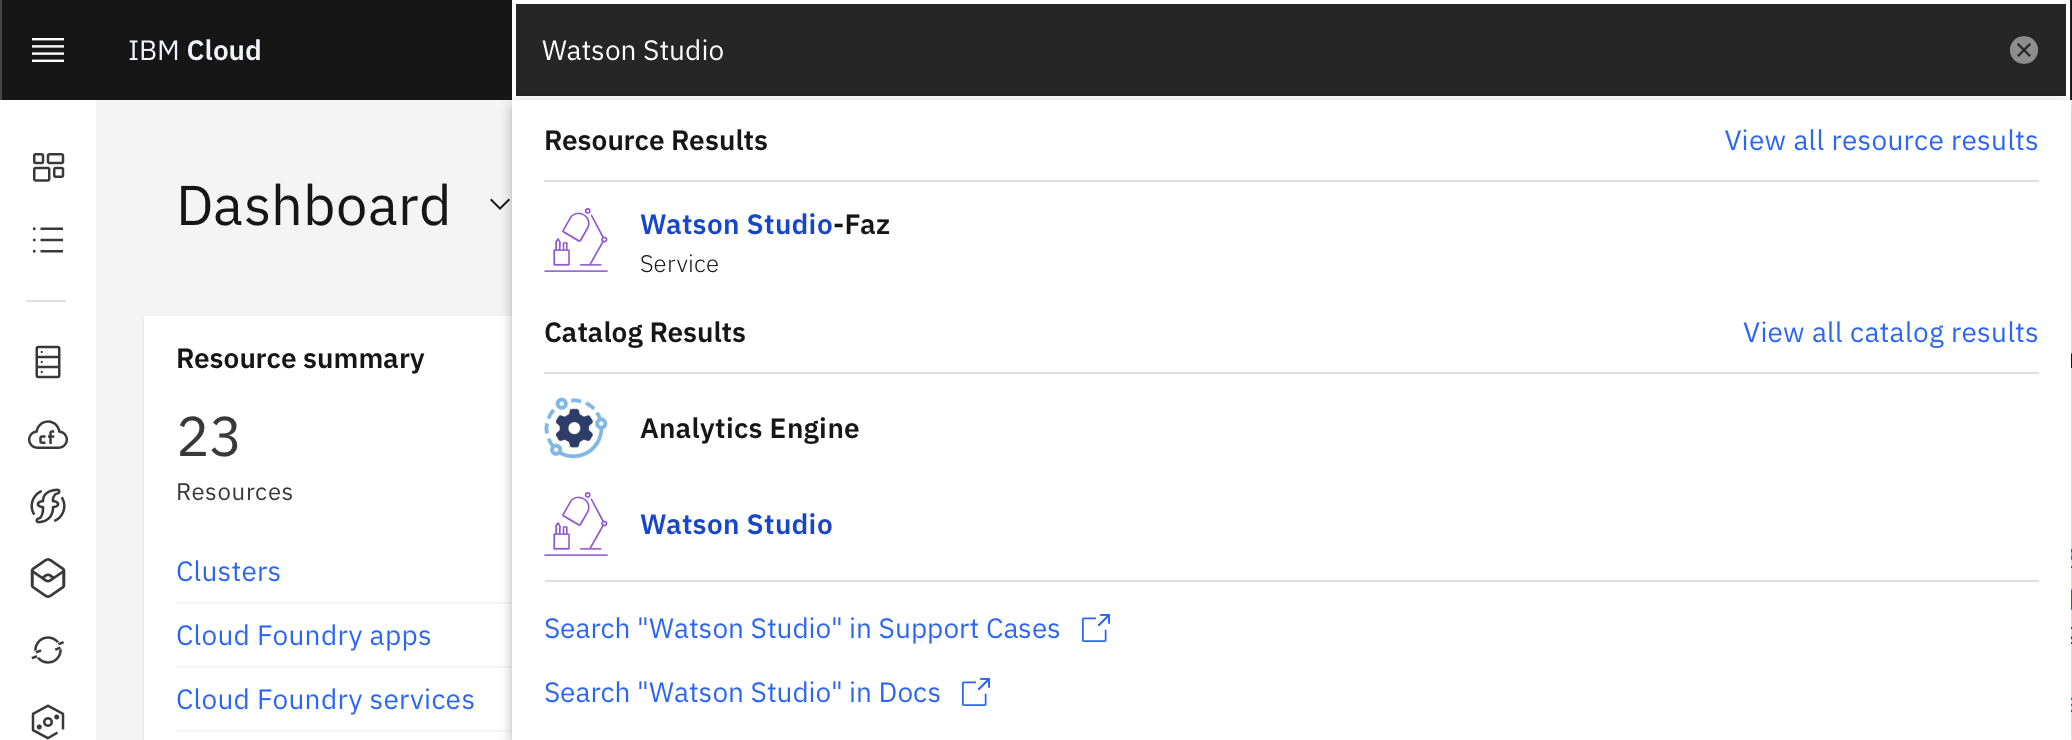 IBM Cloud
Watson Studio
Dashboard
Resource summary
23
Resources
Clusters
Cloud Foundry apps
Cloud Foundry services
Resource Results
View all resource results
Watson Studio-Faz
Service
Catalog Results
View all catalog results
Analytics Engine
Watson Studio
Search "Watson Studio" in Support Cases
Search "Watson Studio" in Docs
cf